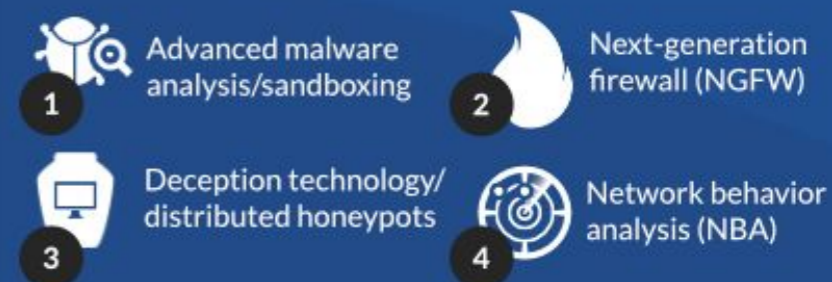 1
Advanced malware
analysis/sandboxing
2
Next-generation
firewall (NGFW)
3
Deception technology/
distributed honeypots
4
Network behavior
analysis (NBA)